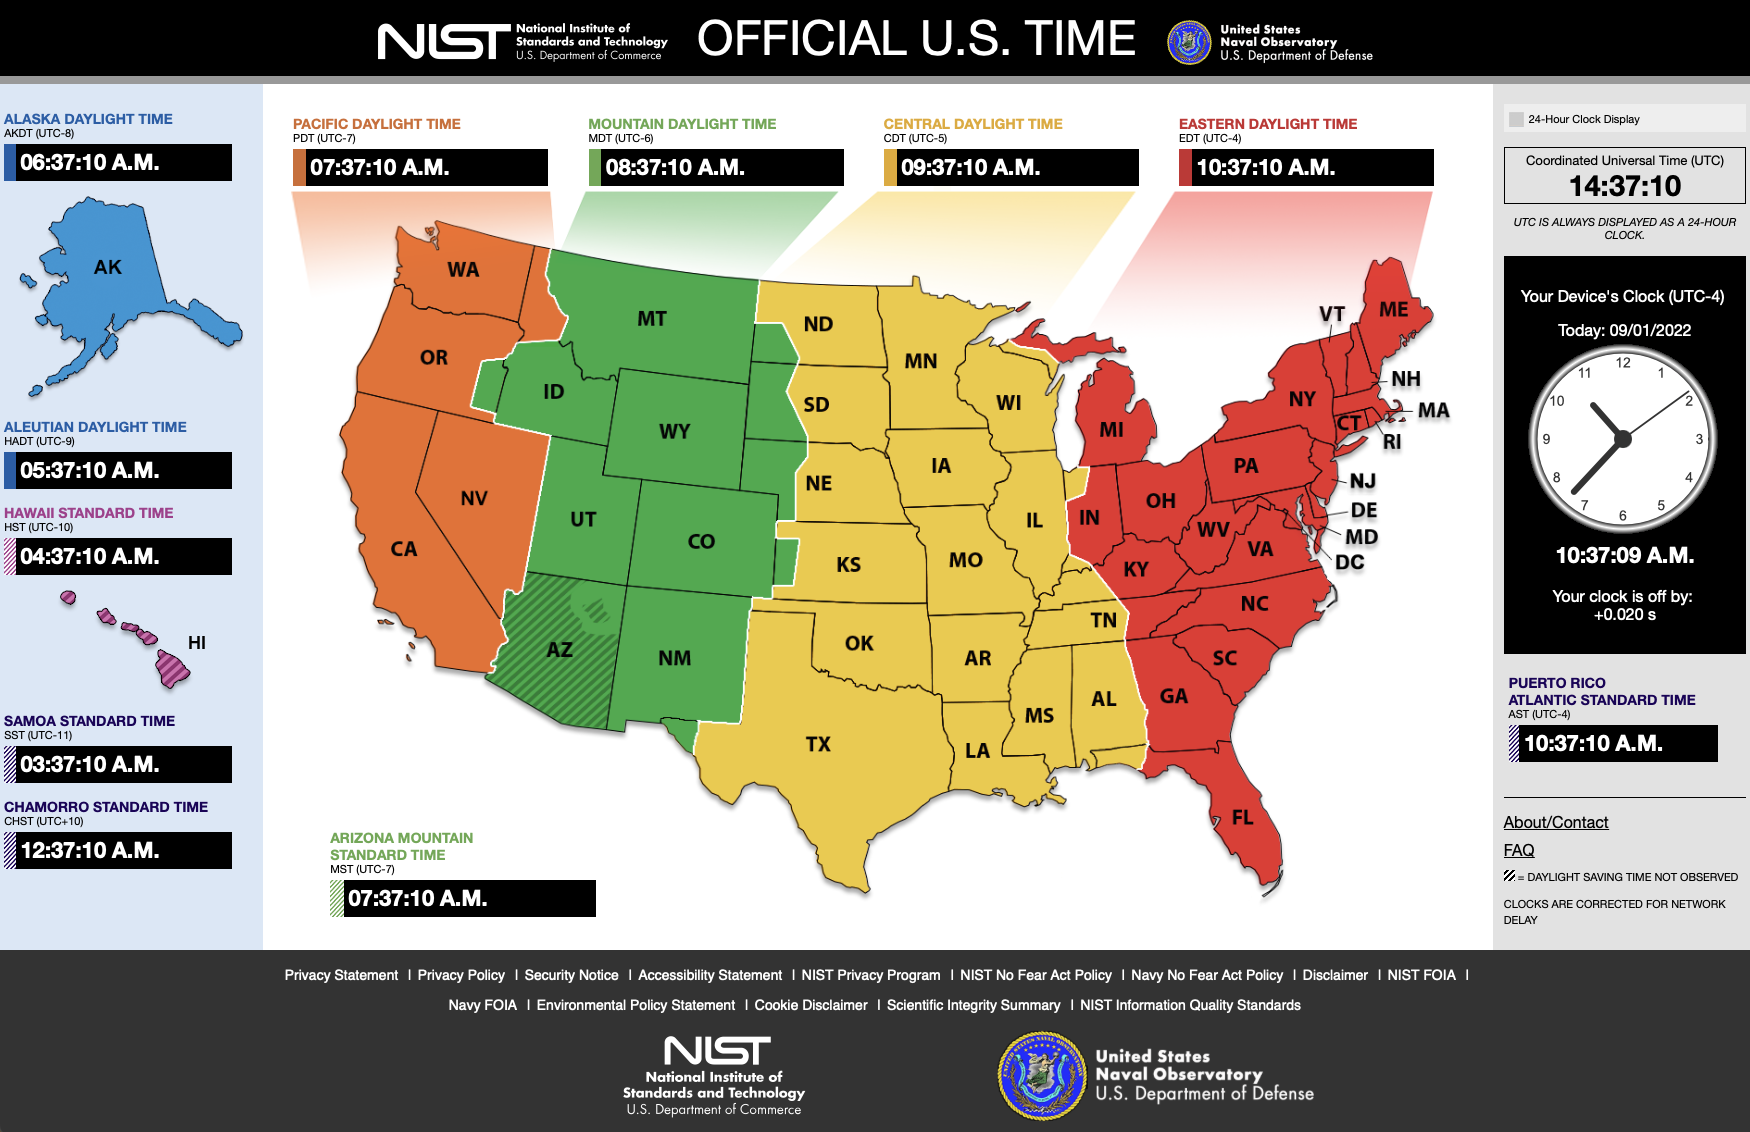 NIST
National Institute of
Standards and Technology
U.S. Department of Commerce
OFFICIAL U.S. TIME
United States
Naval Observatory
U.S. Department of Defense
ALASKA DAYLIGHT TIME
AKDT (UTC-8)
06:37:10 A.M.
AK
ALEUTIAN DAYLIGHT TIME
HADT (UTC-9)
05:37:10 A.M.
HAWAII STANDARD TIME
HST (UTC-10)
04:37:10 A.M.
HI
SAMOA STANDARD TIME
SST (UTC-11)
03:37:10 A.M.
CHAMORRO STANDARD TIME
CHST (UTC+10)
12:37:10 A.M.
PACIFIC DAYLIGHT TIME
PDT (UTC-7)
07:37:10 A.M.
MOUNTAIN DAYLIGHT TIME
MDT (UTC-6)
08:37:10 A.M.
CENTRAL DAYLIGHT TIME
CDT (UTC-5)
09:37:10 A.M.
EASTERN DAYLIGHT TIME
EDT (UTC-4)
10:37:10 A.M.
WA
OR
CA
NV
ID
MT
WY
UT
CO
AZ
NM
ND
SD
NE
KS
OK
TX
MN
IA
MO
AR
LA
WI
IL
MS
AL
TN
MI
IN
OH
KY
WV
VA
NC
SC
GA
FL
PA
NY
VT
ME
NH
MA
CT
RI
NJ
DE
MD
DC
ARIZONA MOUNTAIN
STANDARD TIME
MST (UTC-7)
07:37:10 A.M.
24-Hour Clock Display
Coordinated Universal Time (UTC)
14:37:10
UTC IS ALWAYS DISPLAYED AS A 24-HOUR
CLOCK.
Your Device's Clock (UTC-4)
Today: 09/01/2022
12
1
2
3
4
5
6
7
8
9
10
11
10:37:09 A.M.
Your clock is off by:
+0.020 s
PUERTO RICO
ATLANTIC STANDARD TIME
AST (UTC-4)
10:37:10 A.M.
About/Contact
FAQ
= DAYLIGHT SAVING TIME NOT OBSERVED
CLOCKS ARE CORRECTED FOR NETWORK
DELAY
Privacy Statement | Privacy Policy | Security Notice | Accessibility Statement | NIST Privacy Program | NIST No Fear Act Policy | Navy No Fear Act Policy | Disclaimer | NIST FOIA |
Navy FOIA | Environmental Policy Statement | Cookie Disclaimer | Scientific Integrity Summary | NIST Information Quality Standards
NIST
National Institute of
Standards and Technology
U.S. Department of Commerce
United States
Naval Observatory
U.S. Department of Defense